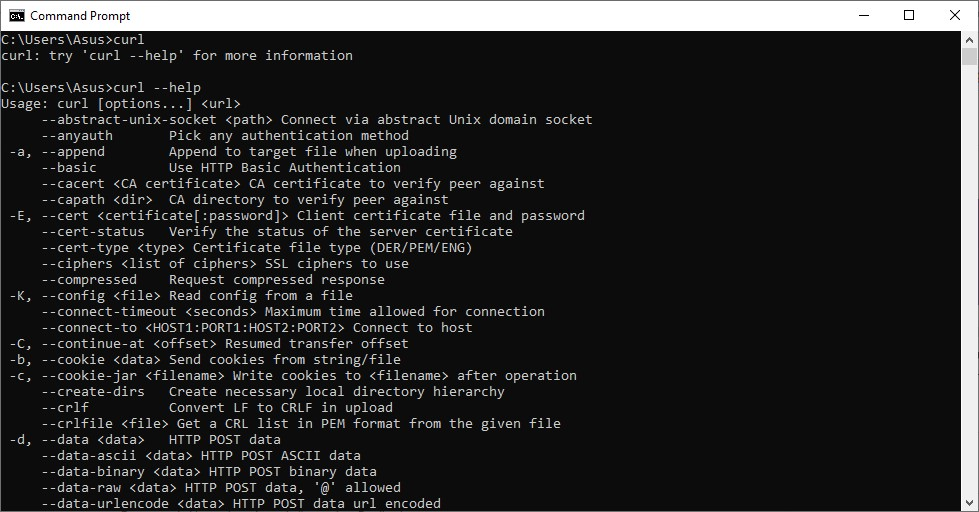 Command Prompt
C:\Users\Asus>curl
curl: try 'curl --help' for more information
C:\Users\Asus>curl --help
Usage: curl [options...] <url>
     --abstract-unix-socket <path> Connect via abstract Unix domain socket
     --anyauth       Pick any authentication method
 -a, --append        Append to target file when uploading
     --basic         Use HTTP Basic Authentication
     --cacert <CA certificate> CA certificate to verify peer against
     --capath <dir>  CA directory to verify peer against
 -E, --cert <certificate[:password]> Client certificate file and password
     --cert-status   Verify the status of the server certificate
     --cert-type <type> Certificate file type (DER/PEM/ENG)
     --ciphers <list of ciphers> SSL ciphers to use
     --compressed    Request compressed response
 -K, --config <file> Read config from a file
     --connect-timeout <seconds> Maximum time allowed for connection
     --connect-to <HOST1:PORT1:HOST2:PORT2> Connect to host
 -C, --continue-at <offset> Resumed transfer offset
 -b, --cookie <data> Send cookies from string/file
 -c, --cookie-jar <filename> Write cookies to <filename> after operation
     --create-dirs   Create necessary local directory hierarchy
     --crlf          Convert LF to CRLF in upload
     --crlfile <file> Get a CRL list in PEM format from the given file
 -d, --data <data>   HTTP POST data
     --data-ascii <data> HTTP POST ASCII data
     --data-binary <data> HTTP POST binary data
     --data-raw <data> HTTP POST data, '@' allowed
     --data-urlencode <data> HTTP POST data url encoded